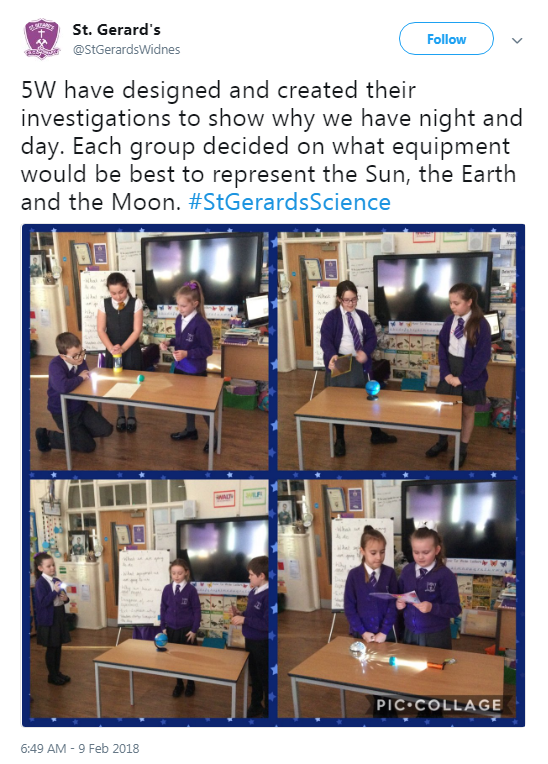 St. Gerard's
@StGerardsWidnes
Follow
5W have designed and created their
investigations to show why we have night and
day. Each group decided on what equipment
would be best to represent the Sun, the Earth
and the Moon. #StGerardsScience
PIC•COLLAGE
6:49 AM - 9 Feb 2018